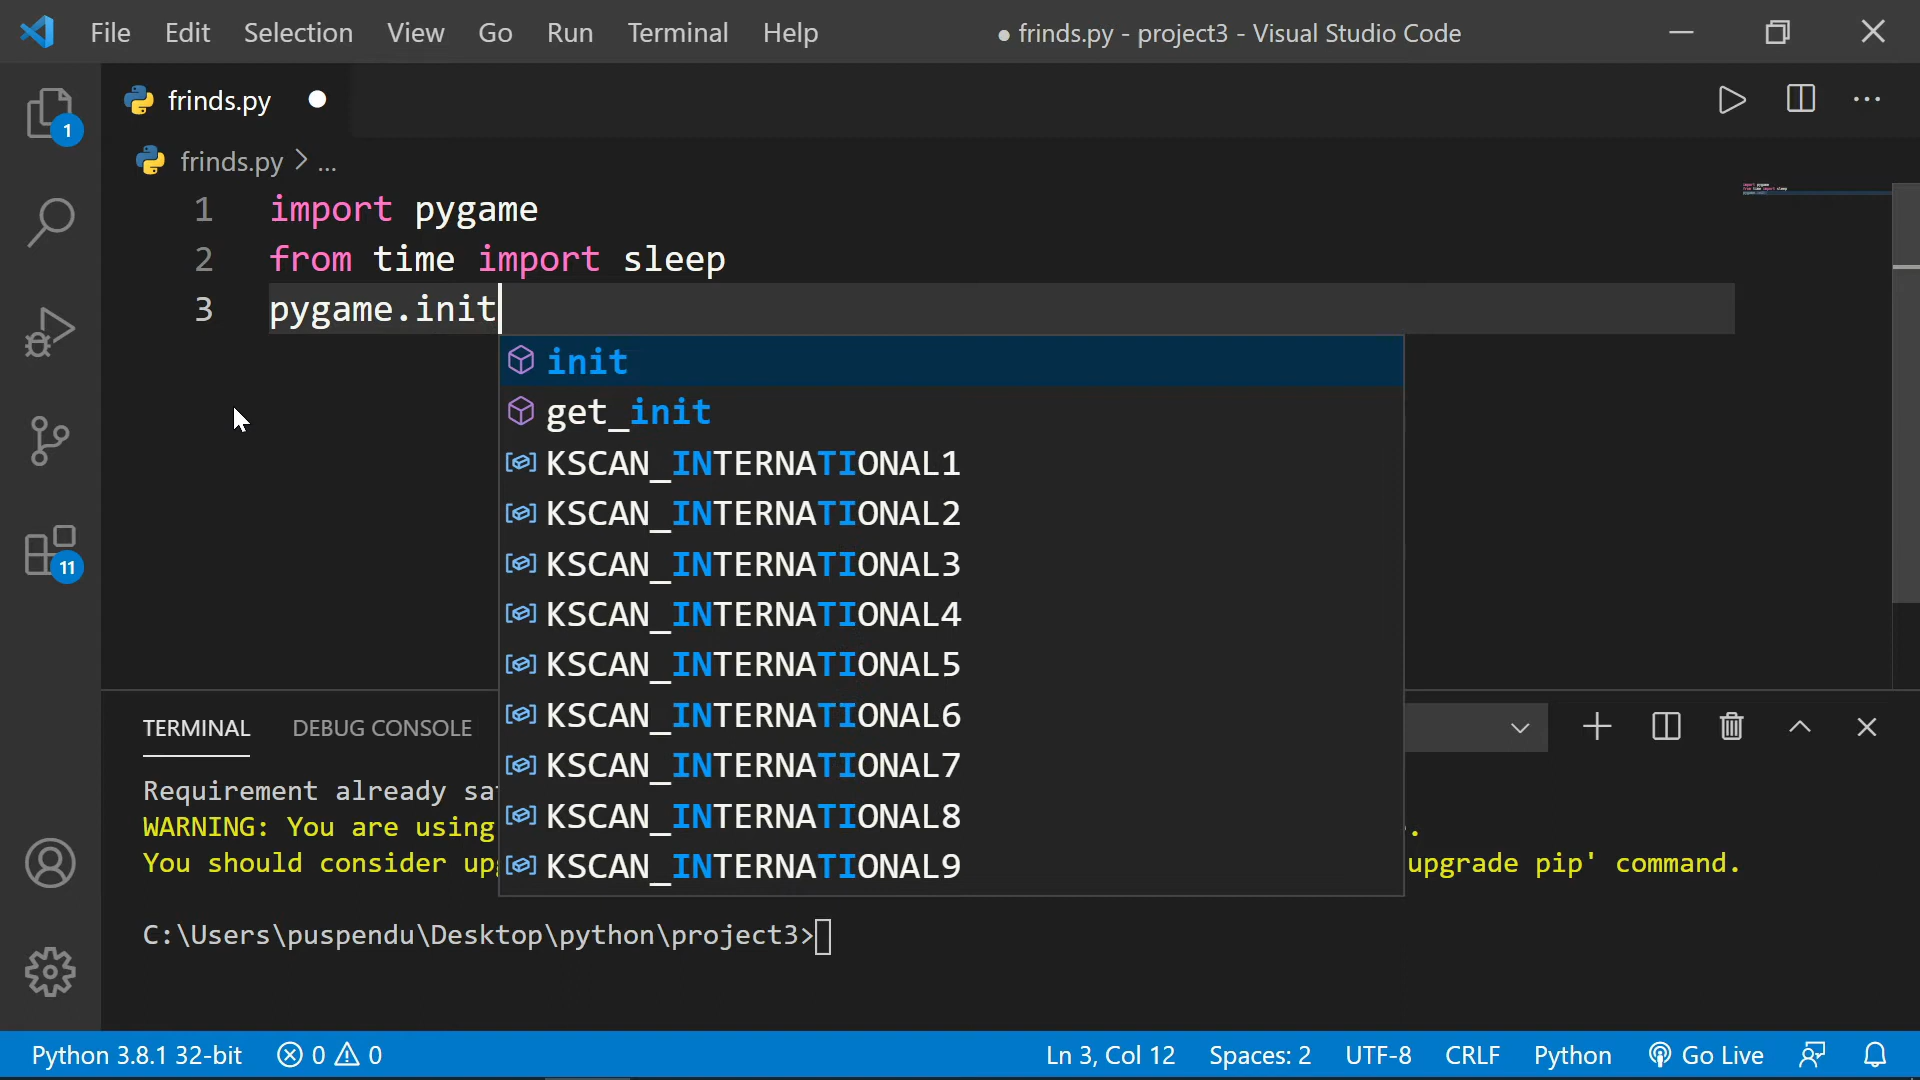 File Edit Selection View Go Run Terminal Help ● frinds.py - project3 - Visual Studio Code
frinds.py ●
frinds.py > ...
1
1 import pygame
2 from time import sleep
3 pygame.init
init
get_init
KSCAN_INTERNATIONAL1
KSCAN_INTERNATIONAL2
KSCAN_INTERNATIONAL3
KSCAN_INTERNATIONAL4
KSCAN_INTERNATIONAL5
11
KSCAN_INTERNATIONAL6
KSCAN_INTERNATIONAL7
KSCAN_INTERNATIONAL8
KSCAN_INTERNATIONAL9
TERMINAL DEBUG CONSOLE
Requirement already
WARNING: You are using .
You should consider upgrade pip' command.
C:\Users\puspendu\Desktop\python\project3>
Python 3.8.1 32-bit 0 0 Ln 3, Col 12 Spaces: 2 UTF-8 CRLF Python Go Live